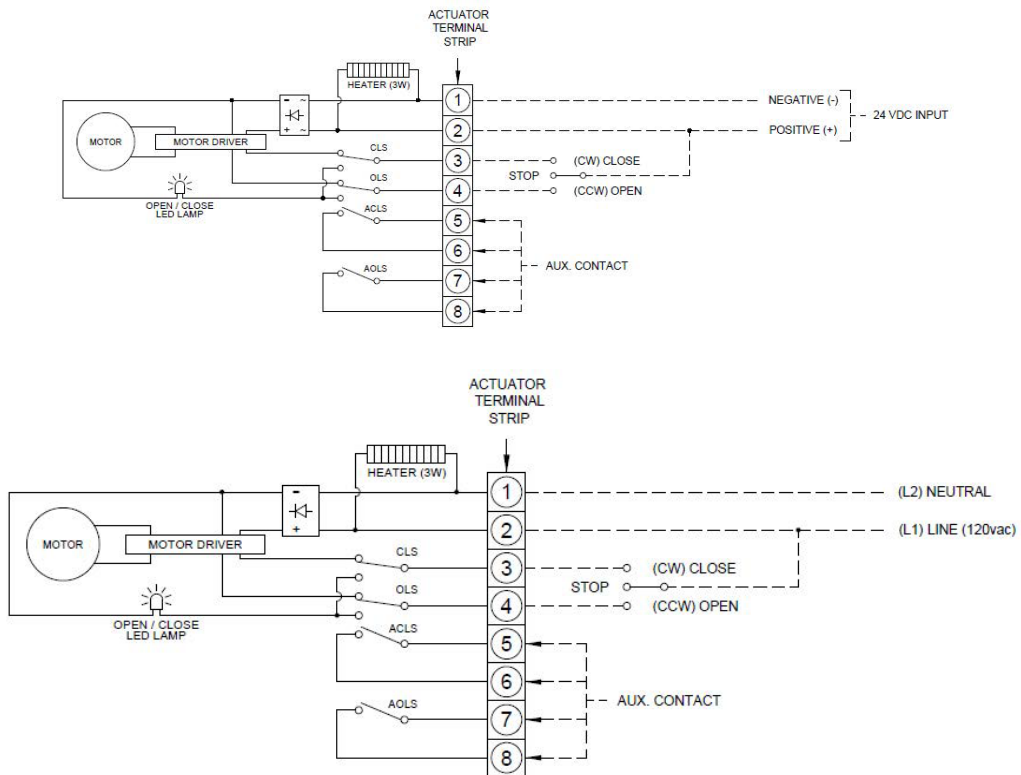 ACTUATOR
TERMINAL
STRIP
HEATER (3W)
- ~
+ ~
1
NEGATIVE (-)
24 VDC INPUT
2
POSITIVE (+)
MOTOR
MOTOR DRIVER
CLS
3
(CW) CLOSE
STOP
OLS
4
(CCW) OPEN
OPEN / CLOSE
LED LAMP
ACLS
5
6
AUX. CONTACT
AOLS
7
8
ACTUATOR
TERMINAL
STRIP
HEATER (3W)
-
+
1
(L2) NEUTRAL
2
(L1) LINE (120vac)
MOTOR
MOTOR DRIVER
CLS
3
(CW) CLOSE
STOP
OLS
4
(CCW) OPEN
OPEN / CLOSE
LED LAMP
ACLS
5
6
AUX. CONTACT
AOLS
7
8